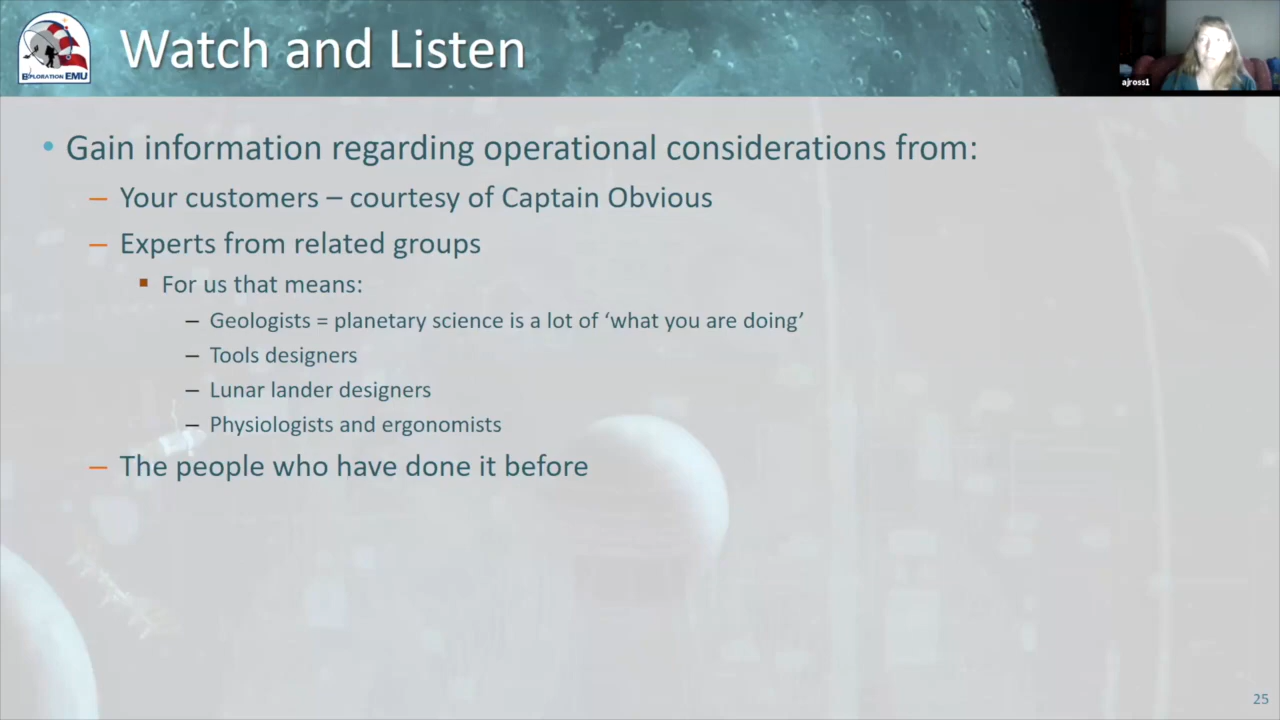 Watch and Listen
EXPLORATION EMU
ajross1
• Gain information regarding operational considerations from:
– Your customers – courtesy of Captain Obvious
– Experts from related groups
▪ For us that means:
– Geologists = planetary science is a lot of ‘what you are doing’
– Tools designers
– Lunar lander designers
– Physiologists and ergonomists
– The people who have done it before
25